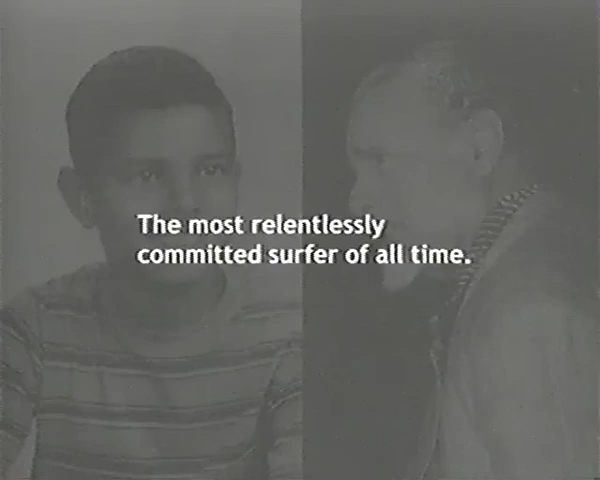 The most relentlessly
committed surfer of all time.